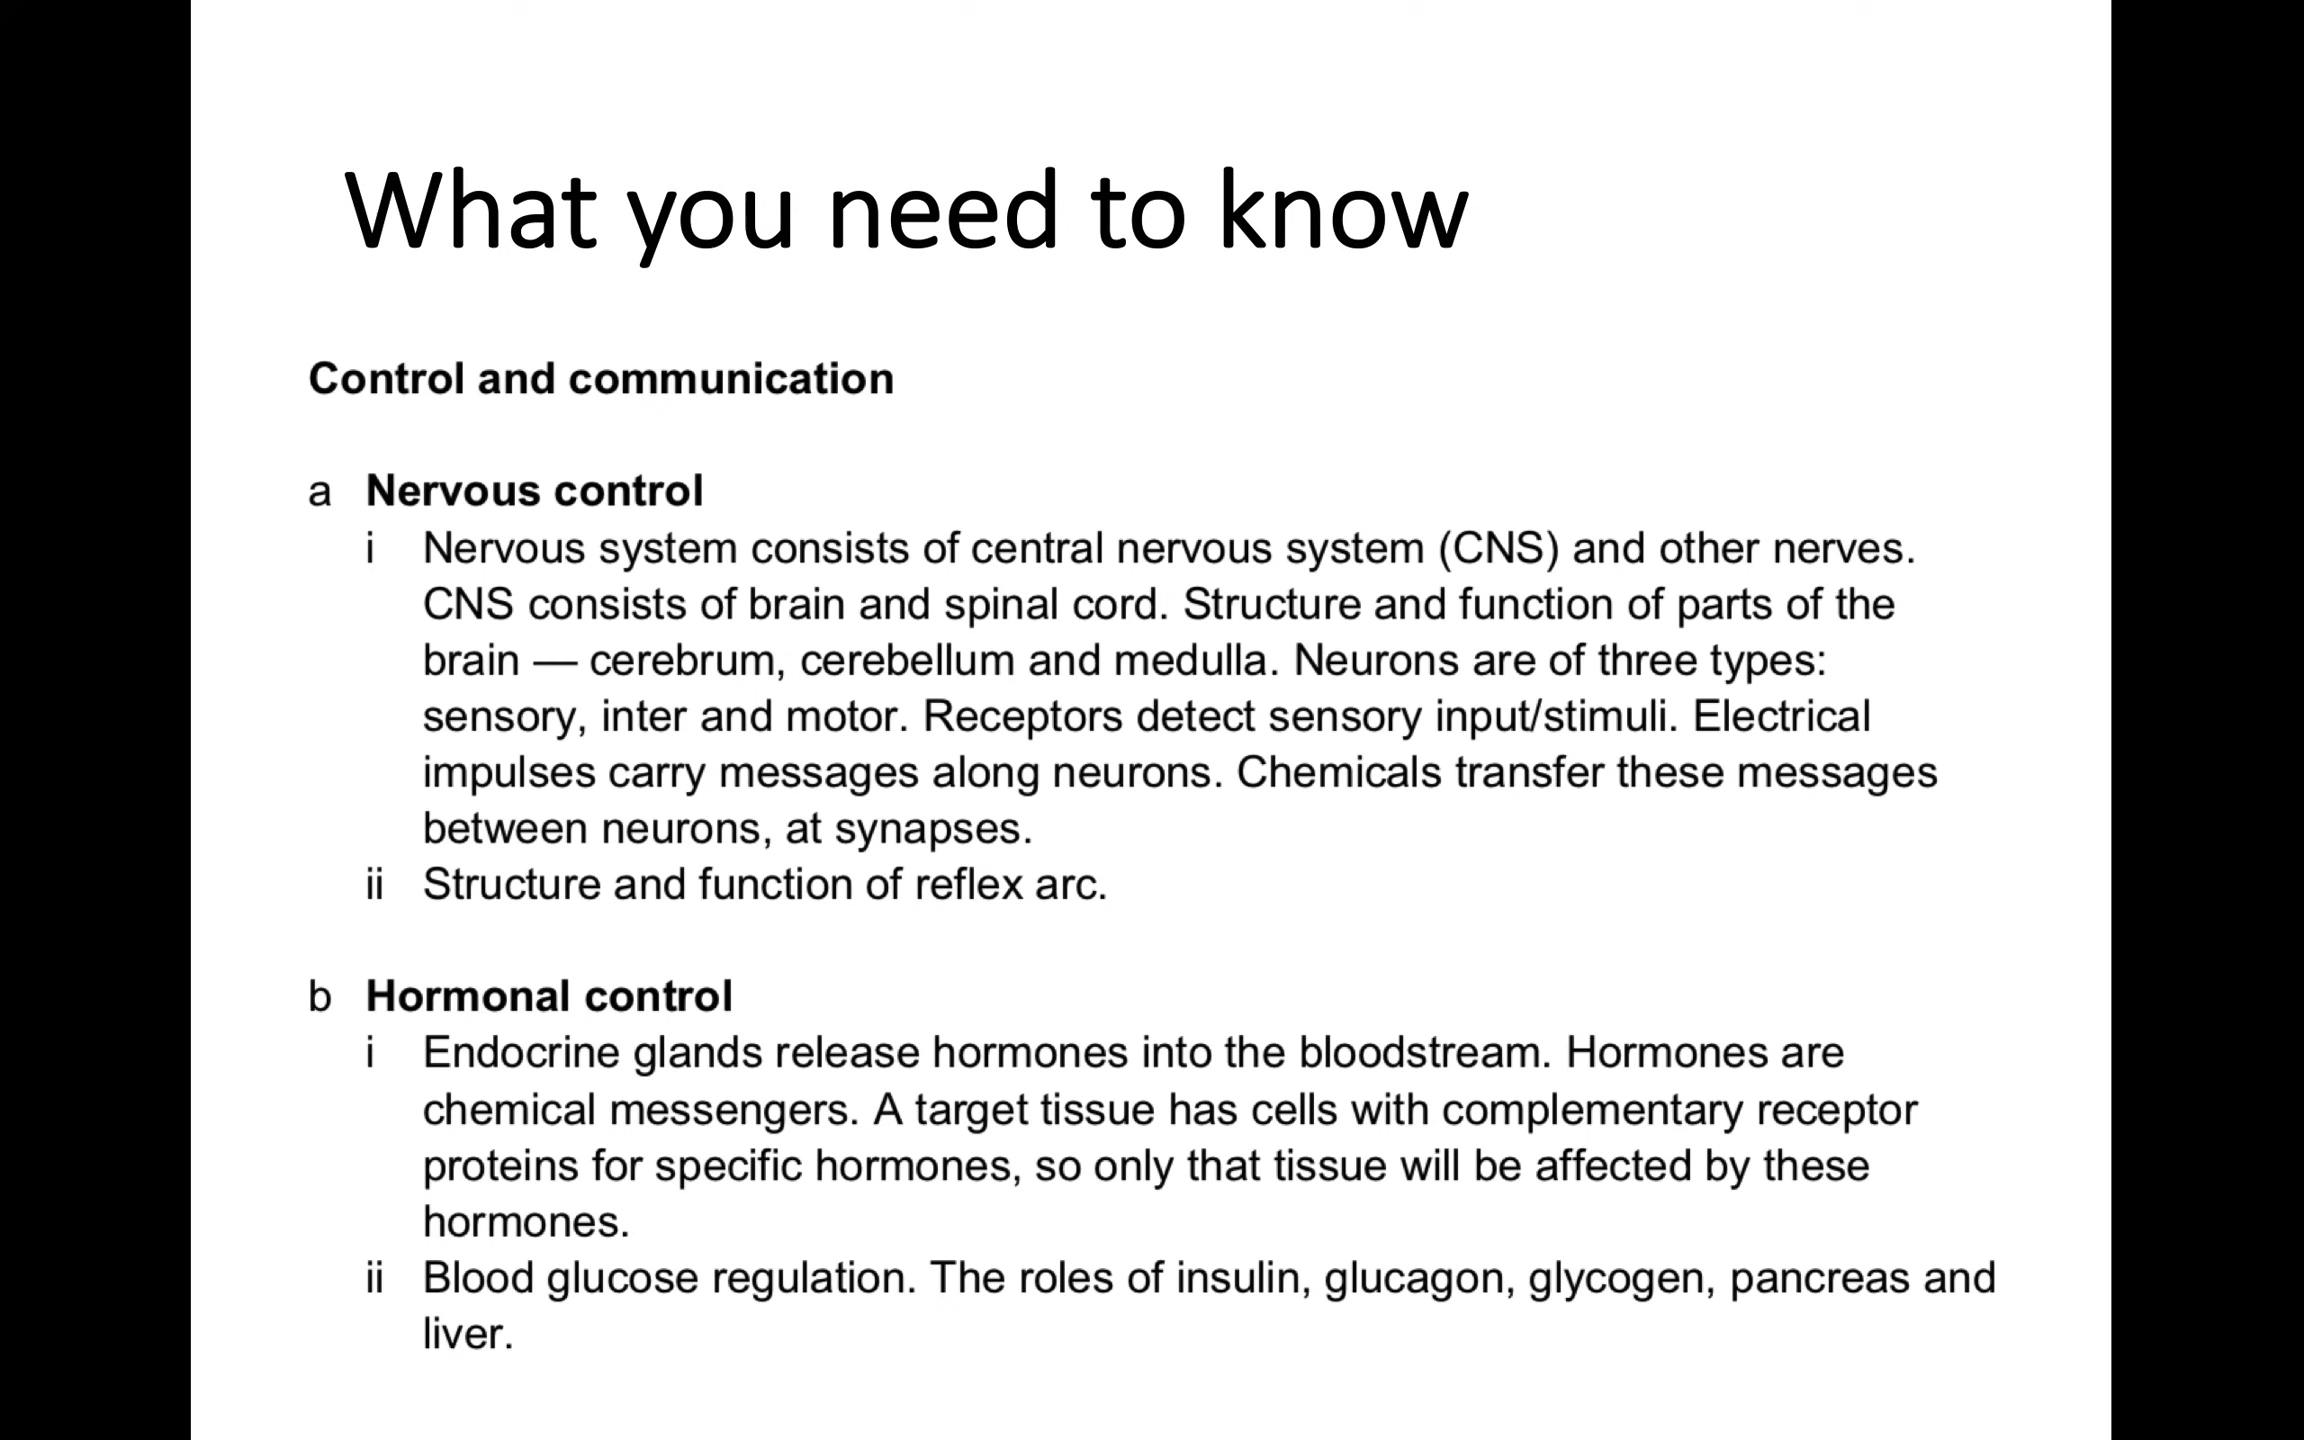 What you need to know
Control and communication
a Nervous control
i Nervous system consists of central nervous system (CNS) and other nerves.
CNS consists of brain and spinal cord. Structure and function of parts of the
brain — cerebrum, cerebellum and medulla. Neurons are of three types:
sensory, inter and motor. Receptors detect sensory input/stimuli. Electrical
impulses carry messages along neurons. Chemicals transfer these messages
between neurons, at synapses.
ii Structure and function of reflex arc.
b Hormonal control
i Endocrine glands release hormones into the bloodstream. Hormones are
chemical messengers. A target tissue has cells with complementary receptor
proteins for specific hormones, so only that tissue will be affected by these
hormones.
ii Blood glucose regulation. The roles of insulin, glucagon, glycogen, pancreas and
liver.